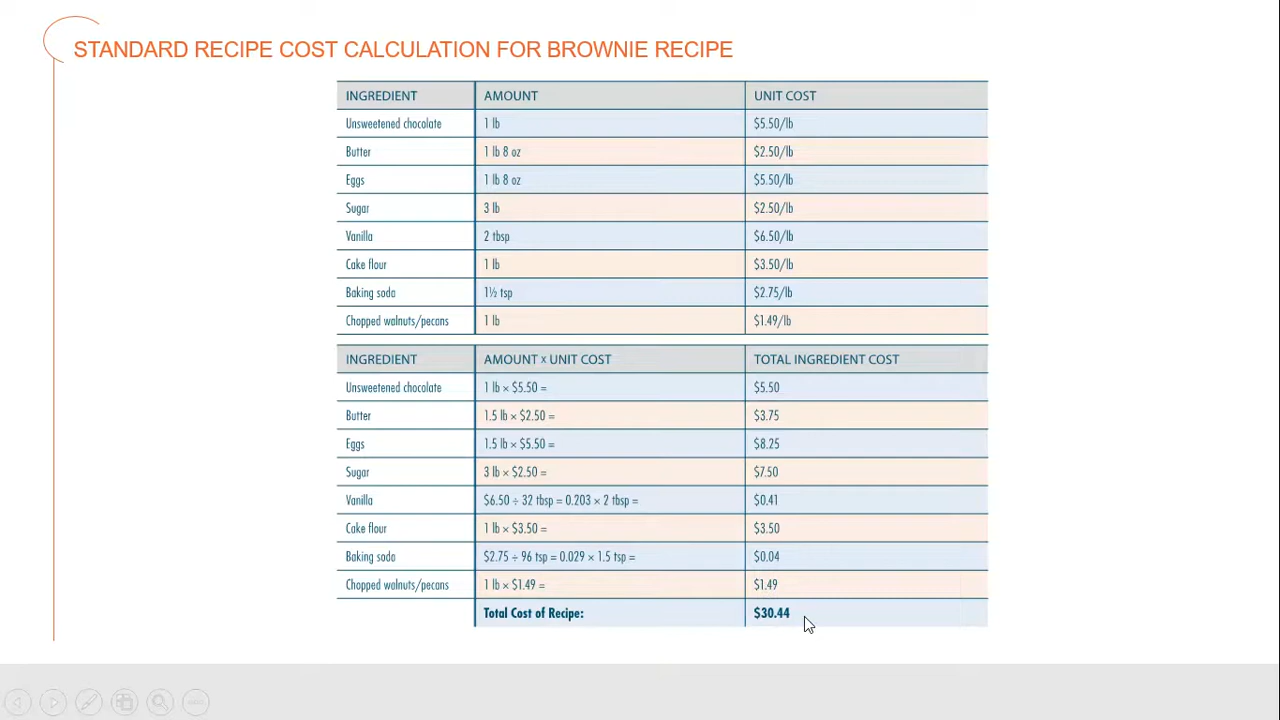 STANDARD RECIPE COST CALCULATION FOR BROWNIE RECIPE
INGREDIENT AMOUNT UNIT COST
Unsweetened chocolate 1 lb $5.50/lb
Butter 1 lb 8 oz $2.50/lb
Eggs 1 lb 8 oz $5.50/lb
Sugar 3 lb $2.50/lb
Vanilla 2 tbsp $6.50/lb
Cake flour 1 lb $3.50/lb
Baking soda 1½ tsp $2.75/lb
Chopped walnuts/pecans 1 lb $1.49/lb
INGREDIENT AMOUNT x UNIT COST TOTAL INGREDIENT COST
Unsweetened chocolate 1 lb × $5.50 = $5.50
Butter 1.5 lb × $2.50 = $3.75
Eggs 1.5 lb × $5.50 = $8.25
Sugar 3 lb × $2.50 = $7.50
Vanilla $6.50 ÷ 32 tbsp = 0.203 × 2 tbsp = $0.41
Cake flour 1 lb × $3.50 = $3.50
Baking soda $2.75 ÷ 96 tsp = 0.029 × 1.5 tsp = $0.04
Chopped walnuts/pecans 1 lb × $1.49 = $1.49
Total Cost of Recipe: $30.44